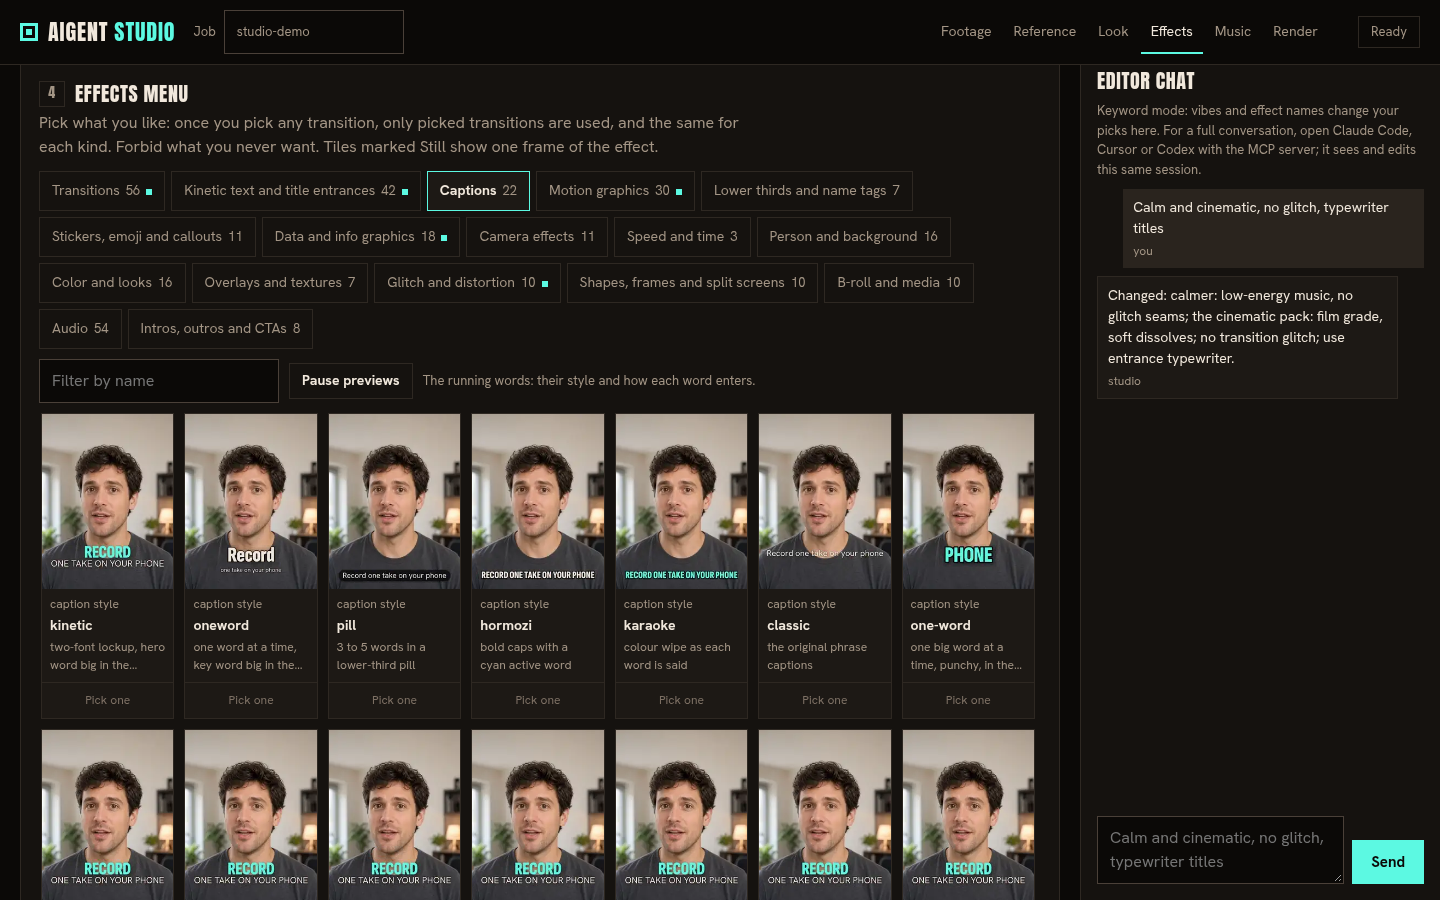 AIGENT STUDIO
Job
studio-demo
Footage
Reference
Look
Effects
Music
Render
Ready
4
EFFECTS MENU
Pick what you like: once you pick any transition, only picked transitions are used, and the same for
each kind. Forbid what you never want. Tiles marked Still show one frame of the effect.
Transitions 56
Kinetic text and title entrances 42
Captions 22
Motion graphics 30
Lower thirds and name tags 7
Stickers, emoji and callouts 11
Data and info graphics 18
Camera effects 11
Speed and time 3
Person and background 16
Color and looks 16
Overlays and textures 7
Glitch and distortion 10
Shapes, frames and split screens 10
B-roll and media 10
Audio 54
Intros, outros and CTAs 8
Filter by name
Pause previews
The running words: their style and how each word enters.
RECORD
ONE TAKE ON YOUR PHONE
caption style
kinetic
two-font lockup, hero
word big in the...
Pick one
Record
one take on your phone
caption style
oneword
one word at a time,
key word big in the...
Pick one
Record one take on your phone
caption style
pill
3 to 5 words in a
lower-third pill
Pick one
RECORD ONE TAKE ON YOUR PHONE
caption style
hormozi
bold caps with a
cyan active word
Pick one
RECORD ONE TAKE ON YOUR PHONE
caption style
karaoke
colour wipe as each
word is said
Pick one
Record one take on your phone
caption style
classic
the original phrase
captions
Pick one
PHONE
caption style
one-word
one big word at a
time, punchy, in the...
Pick one
RECORD
ONE TAKE ON YOUR PHONE
RECORD
ONE TAKE ON YOUR PHONE
RECORD
ONE TAKE ON YOUR PHONE
RECORD
ONE TAKE ON YOUR PHONE
RECORD
ONE TAKE ON YOUR PHONE
RECORD
ONE TAKE ON YOUR PHONE
RECORD
ONE TAKE ON YOUR PHONE
EDITOR CHAT
Keyword mode: vibes and effect names change your
picks here. For a full conversation, open Claude Code,
Cursor or Codex with the MCP server; it sees and edits
this same session.
Calm and cinematic, no glitch, typewriter
titles
you
Changed: calmer: low-energy music, no
glitch seams; the cinematic pack: film grade,
soft dissolves; no transition glitch; use
entrance typewriter.
studio
Calm and cinematic, no glitch,
typewriter titles
Send